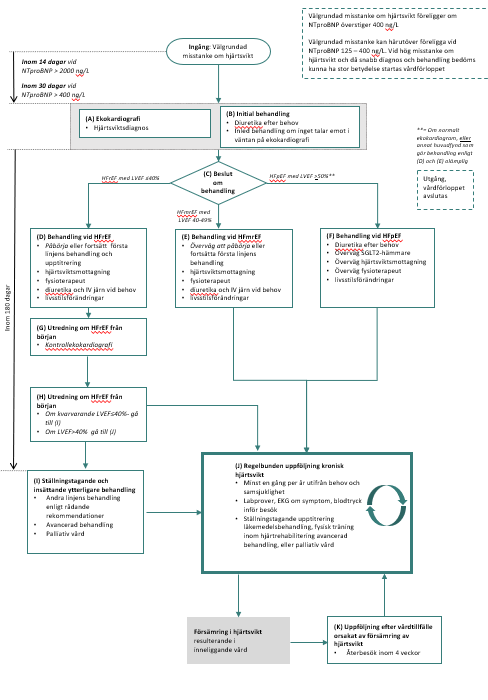 Välgrundad misstanke om hjärtsvikt föreligger om
NTproBNP överstiger 400 ng/L
Välgrundad misstanke kan härutöver föreligga vid
NTproBNP 125 – 400 ng/L. Vid hög misstanke om
hjärtsvikt och då snabb diagnos och behandling bedöms
kunna ha stor betydelse startas vårdförloppet
Ingång: Välgrundad
misstanke om hjärtsvikt
Inom 14 dagar vid
NTproBNP > 2000 ng/L
Inom 30 dagar vid
NTproBNP > 400 ng/L
(A) Ekokardiografi
• Hjärtsviktsdiagnos
(B) Initial behandling
• Diuretika efter behov
• Inled behandling om inget talar emot i
väntan på ekokardiografi
**= Om normalt
ekokardiogram, eller
annat huvudfynd som
gör behandling enligt
(D) och (E) olämplig
Utgång,
vårdförloppet
avslutas
(C) Beslut
om
behandling
HFrEF med LVEF ≤40%
HFpEF med LVEF ≥50%**
HFmrEF med
LVEF 40-49%
Inom 180 dagar
(D) Behandling vid HFrEF
• Påbörja eller fortsätt första
linjens behandling och
upptitrering
• hjärtsviktsmottagning
• fysioterapeut
• diuretika och IV järn vid behov
• livsstilsförändringar
(E) Behandling vid HFmrEF
• Överväg att påbörja eller
fortsätta första linjens
behandling
• hjärtsviktsmottagning
• fysioterapeut
• diuretika och IV järn vid behov
• livsstilsförändringar
(F) Behandling vid HFpEF
• Diuretika efter behov
• Överväg SGLT2-hämmare
• Överväg hjärtsviktsmottagning
• Överväg fysioterapeut
• livsstilsförändringar
(G) Utredning om HFrEF från
början
• Kontrollekokardiografi
(H) Utredning om HFrEF från
början
• Om kvarvarande LVEF≤40%- gå
till (I)
• Om LVEF>40% gå till (J)
(I) Ställningstagande och
insättande ytterligare behandling
• Andra linjens behandling
enligt rådande
rekommendationer
• Avancerad behandling
• Palliativ vård
(J) Regelbunden uppföljning kronisk
hjärtsvikt
• Minst en gång per år utifrån behov och
samsjuklighet
• Labprover, EKG om symptom, blodtryck
inför besök
• Ställningstagande upptitrering
läkemedelsbehandling, fysisk träning
inom hjärtrehabilitering avancerad
behandling, eller palliativ vård
Försämring i hjärtsvikt
resulterande i
inneliggande vård
(K) Uppföljning efter vårdtillfälle
orsakat av försämring av
hjärtsvikt
• Återbesök inom 4 veckor